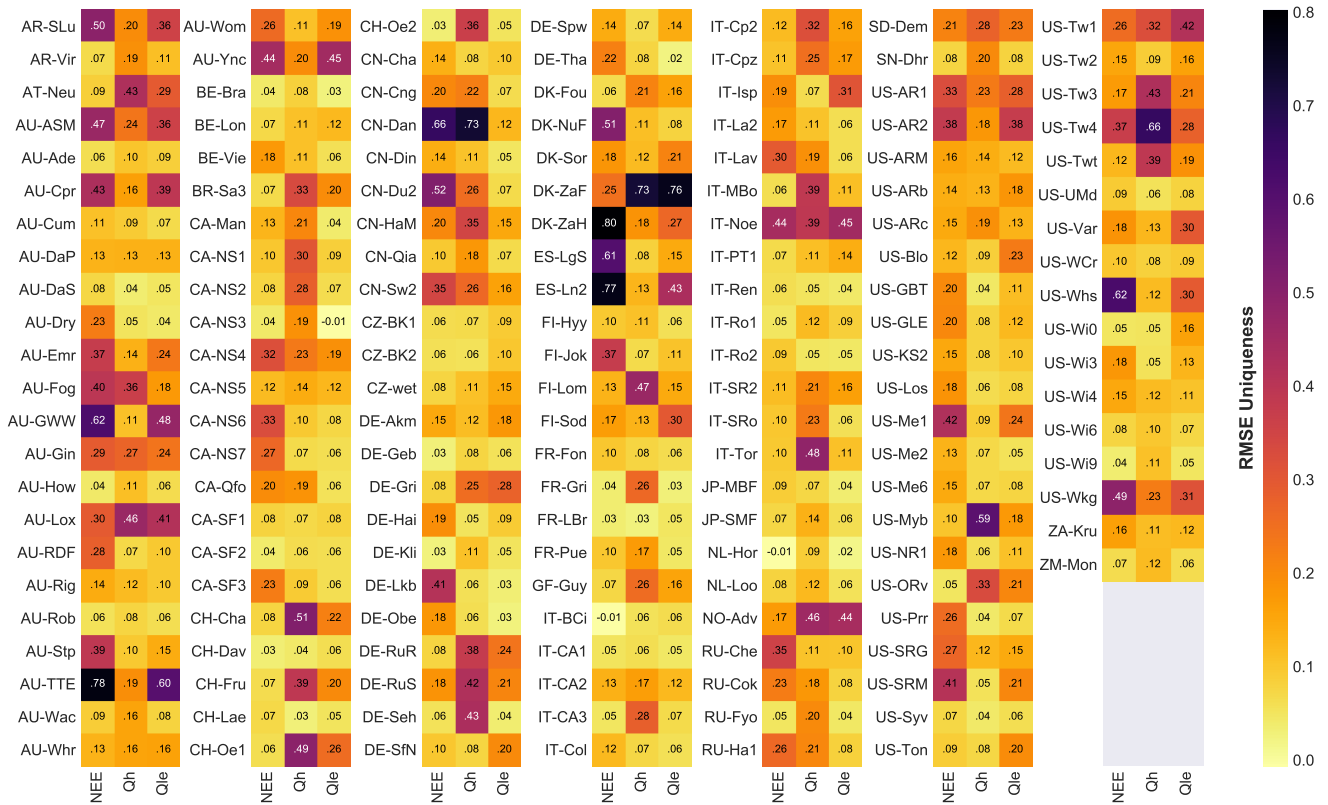 AR-SLu .50 .20 .36 AU-Wom .26 .11 .19 CH-Oe2 .03 .36 .05 DE-Spw .14 .07 .14 IT-Cp2 .12 .32 .16 SD-Dem .21 .28 .23 US-Tw1 .26 .32 .42 0.8
AR-Vir .07 .19 .11 AU-Ync .44 .20 .45 CN-Cha .14 .08 .10 DE-Tha .22 .08 .02 IT-Cpz .11 .25 .17 SN-Dhr .08 .20 .08 US-Tw2 .15 .09 .16
AT-Neu .09 .43 .29 BE-Bra .04 .08 .03 CN-Cng .20 .22 .07 DK-Fou .06 .21 .16 IT-Isp .19 .07 .31 US-AR1 .33 .23 .28 US-Tw3 .17 .43 .21 0.7
AU-ASM .47 .24 .36 BE-Lon .07 .11 .12 CN-Dan .66 .73 .12 DK-NuF .51 .11 .08 IT-La2 .17 .11 .06 US-AR2 .38 .18 .38 US-Tw4 .37 .66 .28
AU-Ade .06 .10 .09 BE-Vie .18 .11 .06 CN-Din .14 .11 .05 DK-Sor .18 .12 .21 IT-Lav .30 .19 .06 US-ARM .16 .14 .12 US-Twt .12 .39 .19
AU-Cpr .43 .16 .39 BR-Sa3 .07 .33 .20 CN-Du2 .52 .26 .07 DK-ZaF .25 .73 .76 IT-MBo .06 .39 .11 US-ARb .14 .13 .18 US-UMd .09 .06 .08 0.6
AU-Cum .11 .09 .07 CA-Man .13 .21 .04 CN-HaM .20 .35 .15 DK-ZaH .80 .18 .27 IT-Noe .44 .39 .45 US-ARc .15 .19 .13 US-Var .18 .13 .30
AU-DaP .13 .13 .13 CA-NS1 .10 .30 .09 CN-Qia .10 .18 .07 ES-LgS .61 .08 .15 IT-PT1 .07 .11 .14 US-Blo .12 .09 .23 US-WCr .10 .08 .09
AU-DaS .08 .04 .05 CA-NS2 .08 .28 .07 CN-Sw2 .35 .26 .16 ES-Ln2 .77 .13 .43 IT-Ren .06 .05 .04 US-GBT .20 .04 .11 US-Whs .62 .12 .30 0.5
AU-Dry .23 .05 .04 CA-NS3 .04 .19 -0.01 CZ-BK1 .06 .07 .09 FI-Hyy .10 .11 .06 IT-Ro1 .05 .12 .09 US-GLE .20 .08 .12 US-Wi0 .05 .05 .16
AU-Emr .37 .14 .24 CA-NS4 .32 .23 .19 CZ-BK2 .06 .06 .10 FI-Jok .37 .07 .11 IT-Ro2 .09 .05 .05 US-KS2 .15 .08 .10 US-Wi3 .18 .05 .13
AU-Fog .40 .36 .18 CA-NS5 .12 .14 .12 CZ-wet .08 .11 .15 FI-Lom .13 .47 .15 IT-SR2 .11 .21 .16 US-Los .18 .06 .08 US-Wi4 .15 .12 .11 0.4
AU-GWW .62 .11 .48 CA-NS6 .33 .10 .08 DE-Akm .15 .12 .18 FI-Sod .17 .13 .30 IT-SRo .10 .23 .06 US-Me1 .42 .09 .24 US-Wi6 .08 .10 .07
AU-Gin .29 .27 .24 CA-NS7 .27 .07 .06 DE-Geb .03 .08 .06 FR-Fon .10 .08 .06 IT-Tor .10 .48 .11 US-Me2 .13 .07 .05 US-Wi9 .04 .11 .05
AU-How .04 .11 .06 CA-Qfo .20 .19 .06 DE-Gri .08 .25 .28 FR-Gri .04 .26 .03 JP-MBF .09 .07 .04 US-Me6 .15 .07 .08 US-Wkg .49 .23 .31 0.3
AU-Lox .30 .46 .41 CA-SF1 .08 .07 .08 DE-Hai .19 .05 .09 FR-LBr .03 .03 .05 JP-SMF .07 .14 .06 US-Myb .10 .59 .18 ZA-Kru .16 .11 .12
AU-RDF .28 .07 .10 CA-SF2 .04 .06 .06 DE-Kli .03 .11 .05 FR-Pue .10 .17 .05 NL-Hor -0.01 .09 .02 US-NR1 .18 .06 .11 ZM-Mon .07 .12 .06
AU-Rig .14 .12 .10 CA-SF3 .23 .09 .06 DE-Lkb .41 .06 .03 GF-Guy .07 .26 .16 NL-Loo .08 .12 .06 US-ORv .05 .33 .21 0.2
AU-Rob .06 .08 .06 CH-Cha .08 .51 .22 DE-Obe .18 .06 .03 IT-BCi -0.01 .06 .06 NO-Adv .17 .46 .44 US-Prr .26 .04 .06
AU-Stp .39 .10 .15 CH-Dav .03 .04 .06 DE-RuR .08 .38 .24 IT-CA1 .05 .06 .05 RU-Che .35 .11 .10 US-SRG .27 .12 .15
AU-TTE .78 .19 .60 CH-Fru .07 .39 .20 DE-RuS .18 .42 .21 IT-CA2 .13 .17 .12 RU-Cok .23 .18 .08 US-SRM .41 .05 .21 0.1
AU-Wac .09 .16 .08 CH-Lae .07 .03 .05 DE-Seh .06 .43 .04 IT-CA3 .05 .28 .07 RU-Fyo .05 .20 .04 US-Syv .07 .04 .06
AU-Whr .13 .16 .16 CH-Oe1 .06 .49 .26 DE-SfN .10 .08 .20 IT-Col .12 .07 .06 RU-Ha1 .26 .21 .08 US-Ton .09 .08 .20 0.0
NEE Qh Qle NEE Qh Qle NEE Qh Qle NEE Qh Qle NEE Qh Qle NEE Qh Qle NEE Qh Qle
RMSE Uniqueness